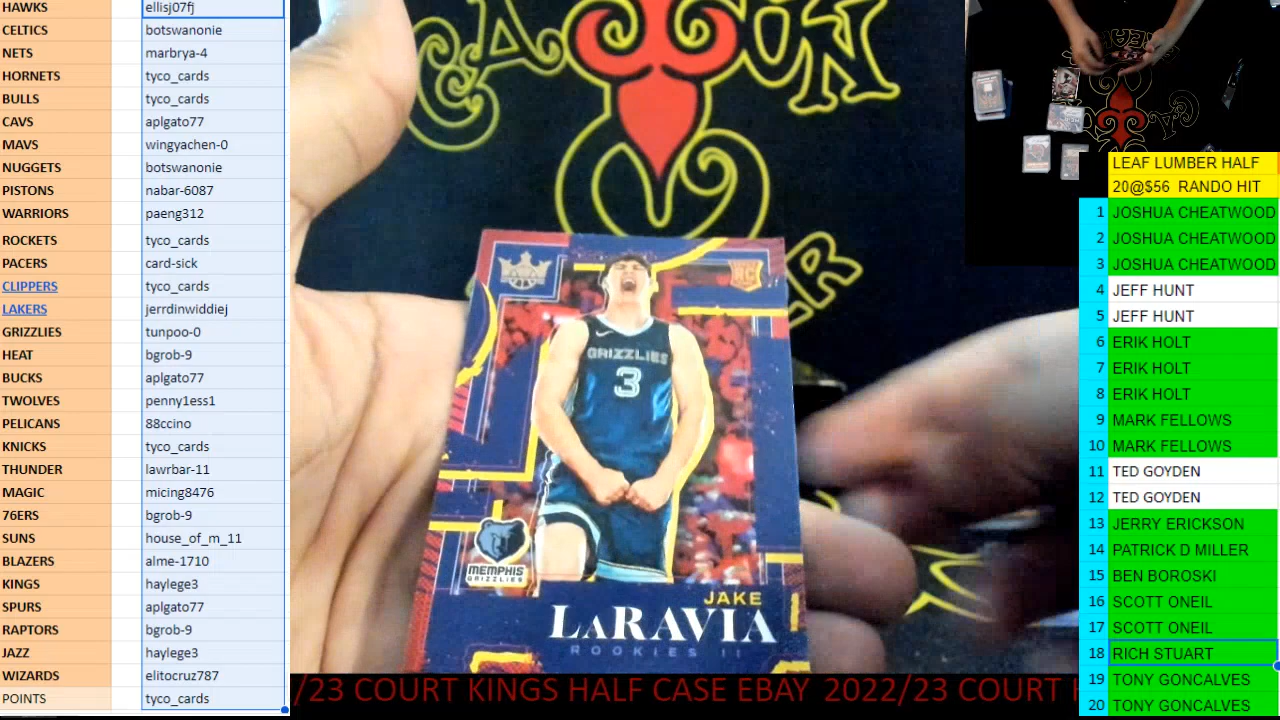 HAWKS ellisj07fj
CELTICS botswanonie
NETS marbrya-4
HORNETS tyco_cards
BULLS tyco_cards
CAVS aplgato77
MAVS wingyachen-0
NUGGETS botswanonie
PISTONS nabar-6087
WARRIORS paeng312
ROCKETS tyco_cards
PACERS card-sick
CLIPPERS tyco_cards
LAKERS jerrdinwiddiej
GRIZZLIES tunpoo-0
HEAT bgrob-9
BUCKS aplgato77
TWOLVES penny1ess1
PELICANS 88ccino
KNICKS tyco_cards
THUNDER lawrbar-11
MAGIC micing8476
76ERS bgrob-9
SUNS house_of_m_11
BLAZERS alme-1710
KINGS haylege3
SPURS aplgato77
RAPTORS bgrob-9
JAZZ haylege3
WIZARDS elitocruz787
POINTS tyco_cards
RC
GRIZZLIES
3
MEMPHIS
GRIZZLIES
JAKE
LARAVIA
ROOKIES II
/23 COURT KINGS HALF CASE EBAY 2022/23 COURT
LEAF LUMBER HALF
20@$56 RANDO HIT
1 JOSHUA CHEATWOOD
2 JOSHUA CHEATWOOD
3 JOSHUA CHEATWOOD
4 JEFF HUNT
5 JEFF HUNT
6 ERIK HOLT
7 ERIK HOLT
8 ERIK HOLT
9 MARK FELLOWS
10 MARK FELLOWS
11 TED GOYDEN
12 TED GOYDEN
13 JERRY ERICKSON
14 PATRICK D MILLER
15 BEN BOROSKI
16 SCOTT ONEIL
17 SCOTT ONEIL
18 RICH STUART
19 TONY GONCALVES
20 TONY GONCALVES